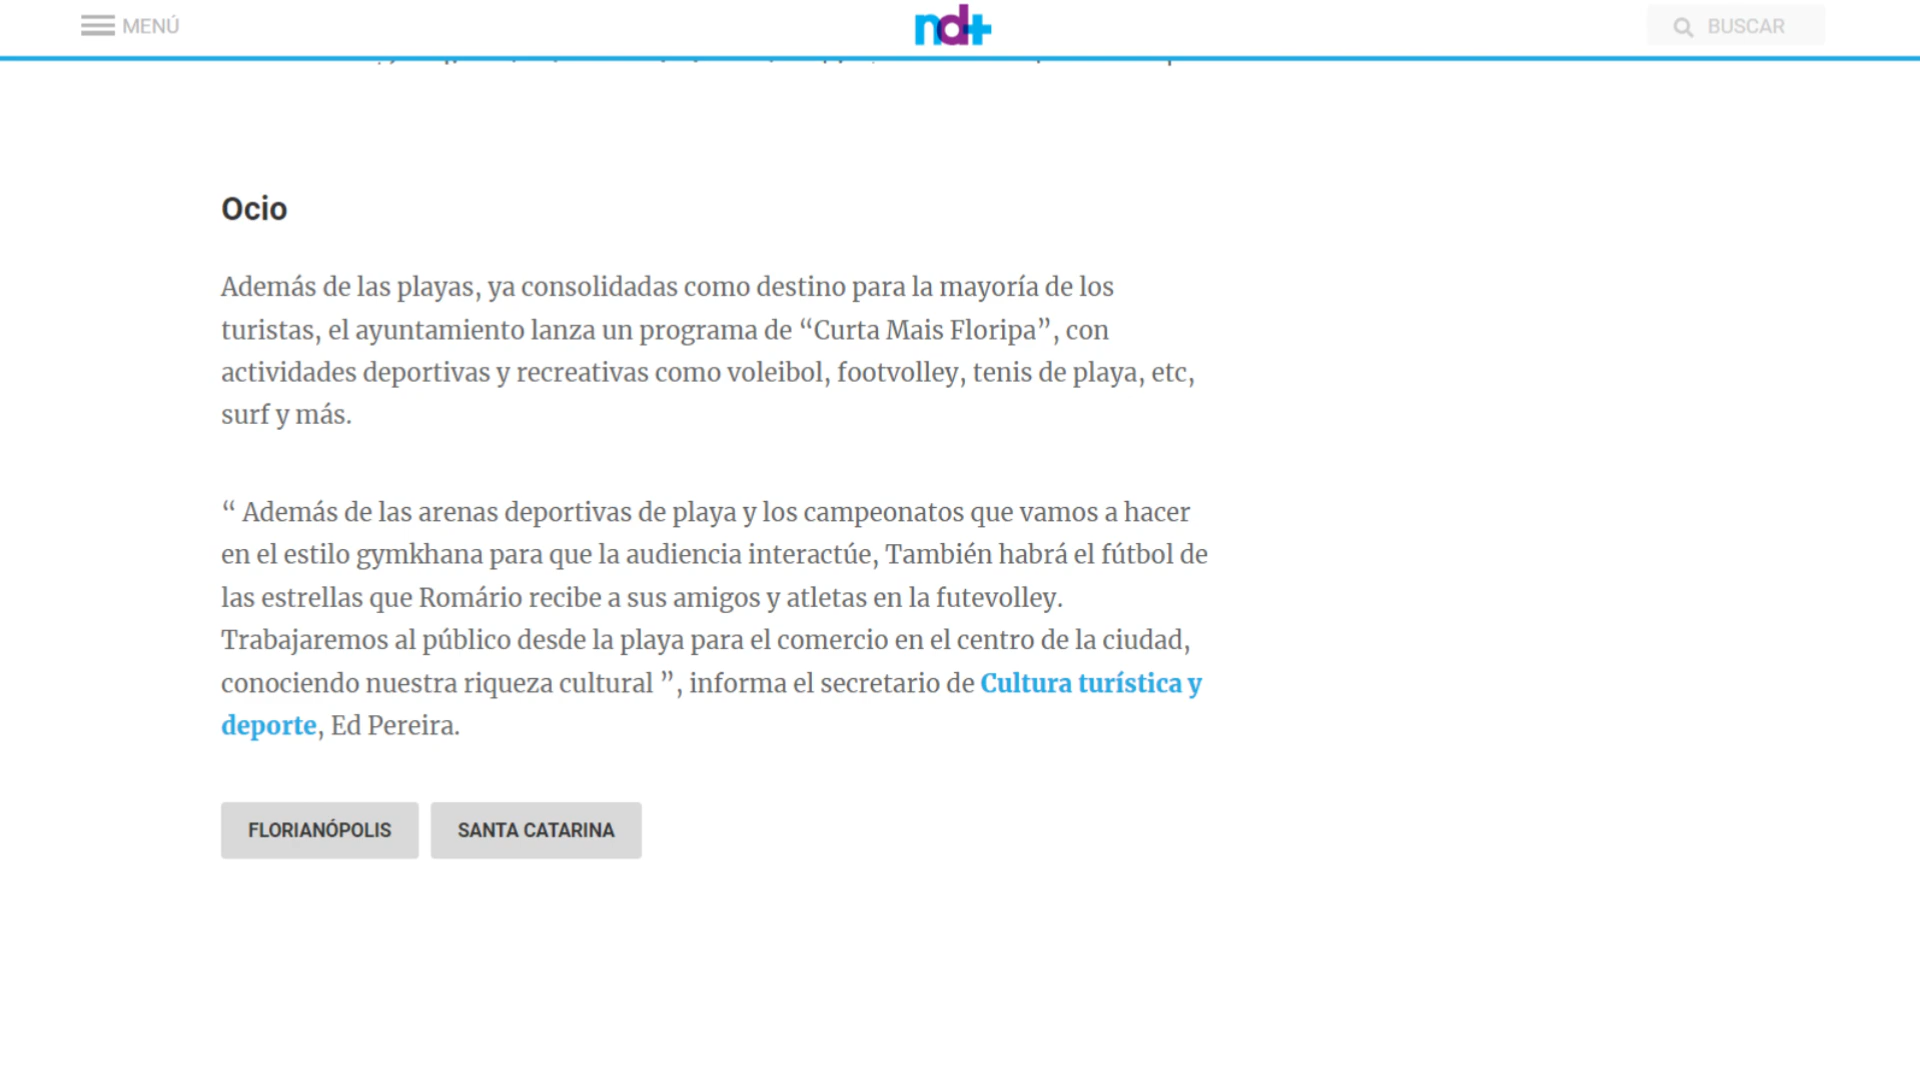 MENÚ
nd+
BUSCAR
Ocio
Además de las playas, ya consolidadas como destino para la mayoría de los
turistas, el ayuntamiento lanza un programa de “Curta Mais Floripa”, con
actividades deportivas y recreativas como voleibol, footvolley, tenis de playa, etc,
surf y más.
“ Además de las arenas deportivas de playa y los campeonatos que vamos a hacer
en el estilo gymkhana para que la audiencia interactúe, También habrá el fútbol de
las estrellas que Romário recibe a sus amigos y atletas en la futevolley.
Trabajaremos al público desde la playa para el comercio en el centro de la ciudad,
conociendo nuestra riqueza cultural ”, informa el secretario de Cultura turística y
deporte, Ed Pereira.
FLORIANÓPOLIS
SANTA CATARINA